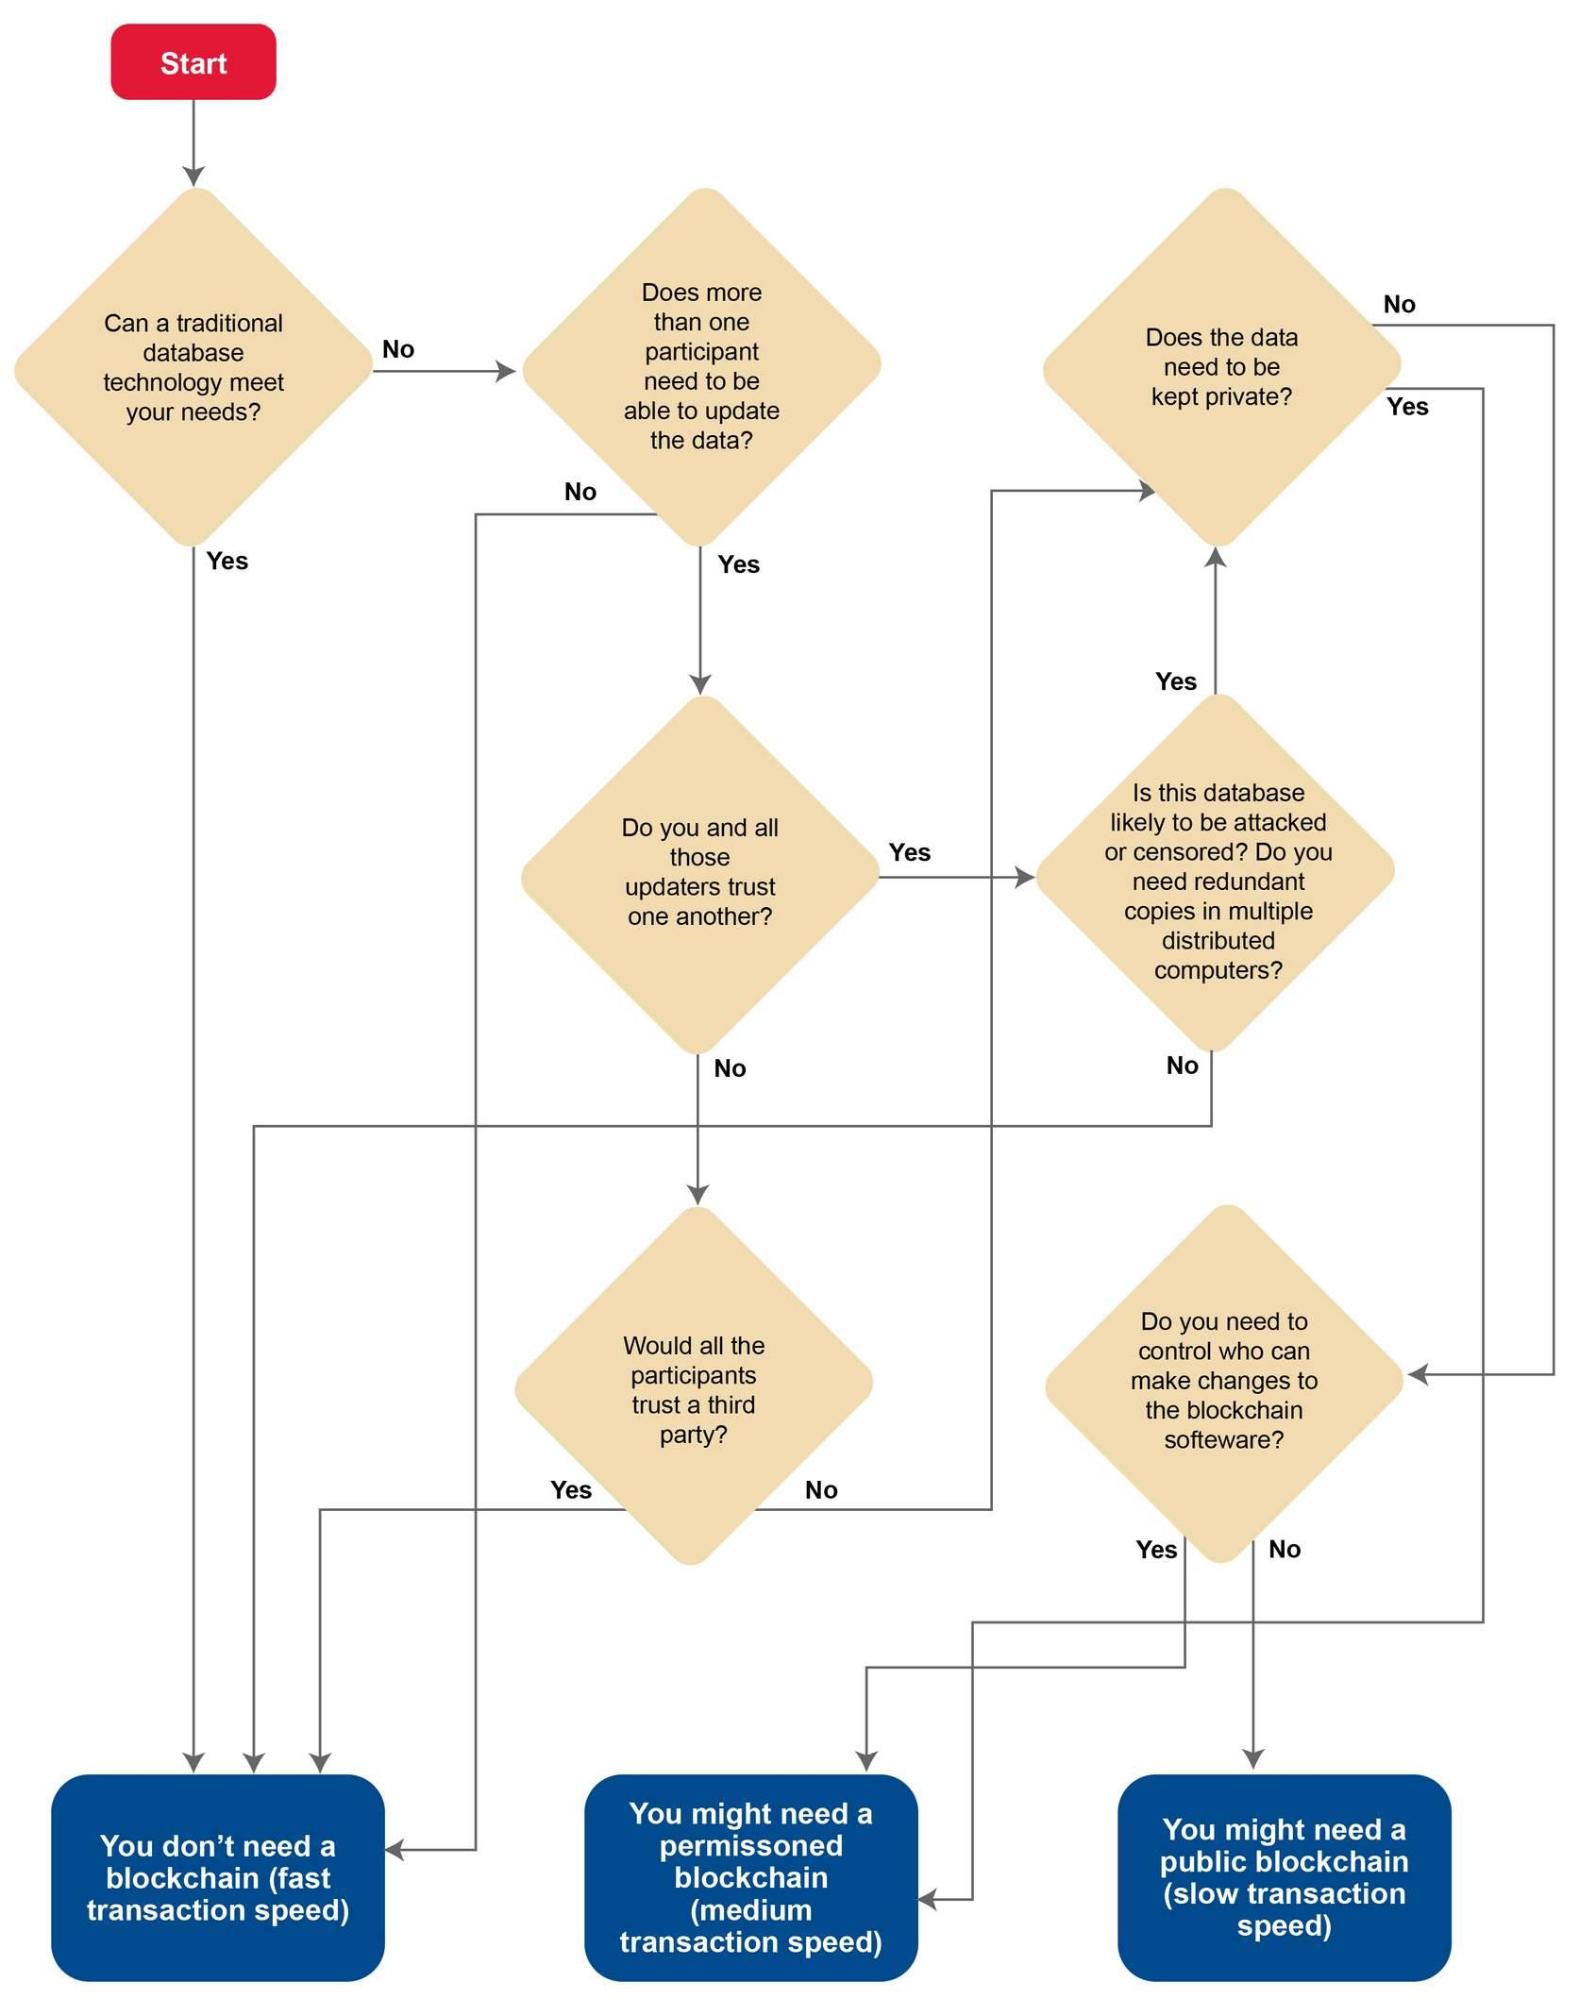 Start
Can a traditional
database
technology meet
your needs?
No
Yes
Does more
than one
participant
need to be
able to update
the data?
No
Yes
Does the data
need to be
kept private?
No
Yes
Do you and all
those
updaters trust
one another?
Yes
No
Is this database
likely to be attacked
or censored? Do you
need redundant
copies in multiple
distributed
computers?
Yes
No
Would all the
participants
trust a third
party?
Yes
No
Do you need to
control who can
make changes to
the blockchain
softeware?
Yes
No
You don’t need a
blockchain (fast
transaction speed)
You might need a
permissoned
blockchain
(medium
transaction speed)
You might need a
public blockchain
(slow transaction
speed)